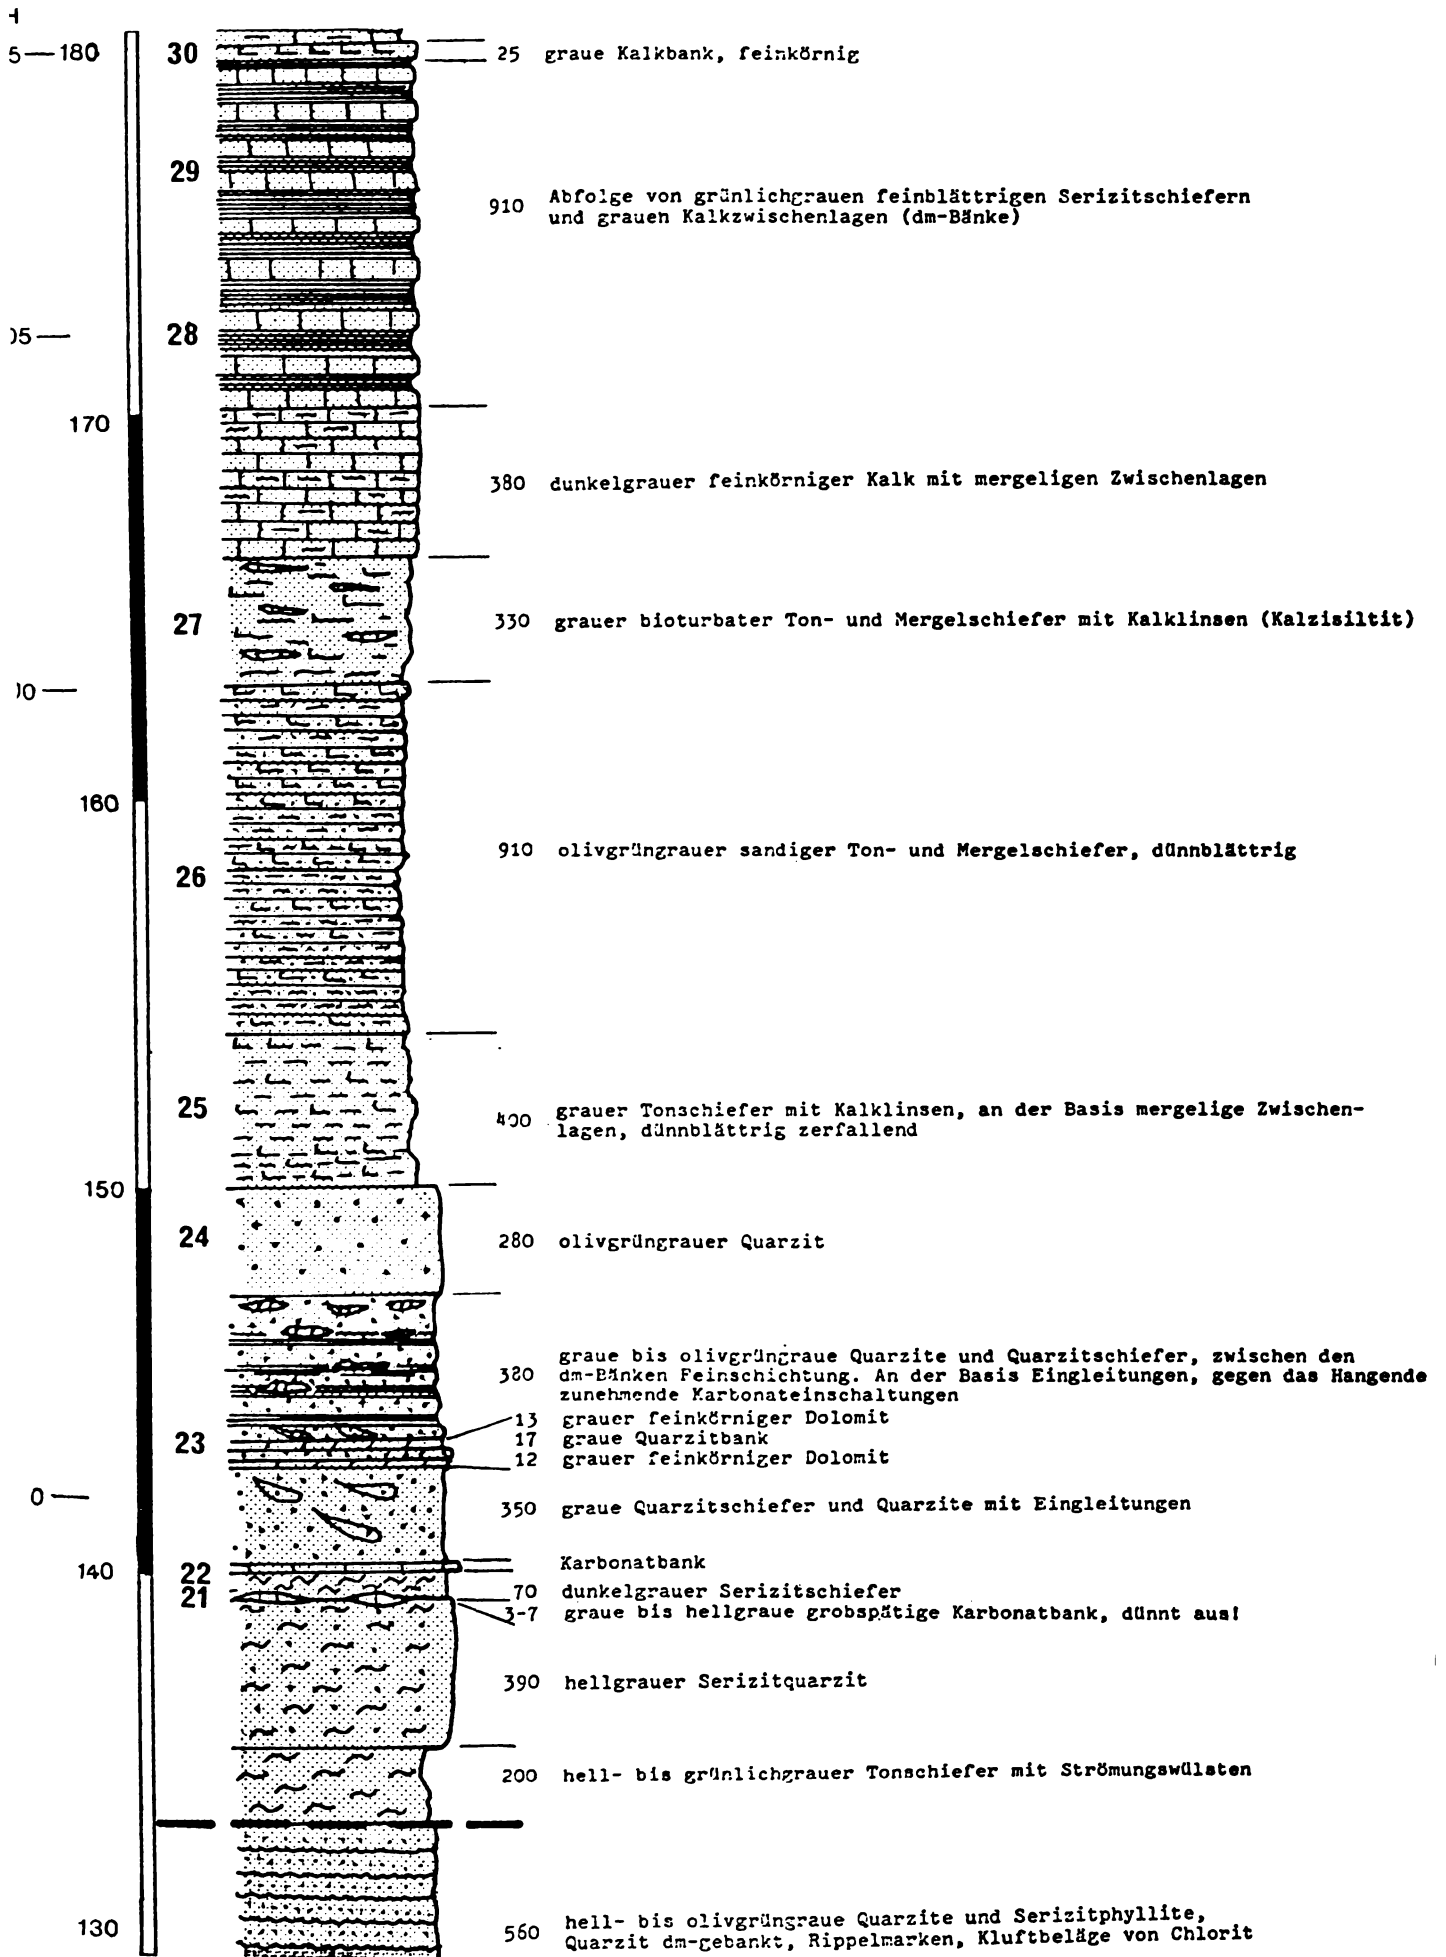 180
30
25 graue Kalkbank, feinkörnig
29
910 Abfolge von grünlichgrauen feinblättrigen Serizitschiefern
und grauen Kalkzwischenlagen (dm-Bänke)
28
170
380 dunkelgrauer feinkörniger Kalk mit mergeligen Zwischenlagen
27
330 grauer bioturbater Ton- und Mergelschiefer mit Kalklinsen (Kalzisiltit)
160
910 olivgrüngrauer sandiger Ton- und Mergelschiefer, dünnblättrig
26
25
400 grauer Tonschiefer mit Kalklinsen, an der Basis mergelige Zwischen-
lagen, dünnblättrig zerfallend
150
24
280 olivgrüngrauer Quarzit
380 graue bis olivgrüngraue Quarzite und Quarzitschiefer, zwischen den
dm-Bänken Feinschichtung. An der Basis Eingleitungen, gegen das Hangende
zunehmende Karbonateinschaltungen
13 grauer feinkörniger Dolomit
23
17 graue Quarzitbank
12 grauer feinkörniger Dolomit
0
350 graue Quarzitschiefer und Quarzite mit Eingleitungen
140
22
Karbonatbank
21
70 dunkelgrauer Serizitschiefer
3-7 graue bis hellgraue grobspätige Karbonatbank, dünnt aus!
390 hellgrauer Serizitquarzit
200 hell- bis grünlichgrauer Tonschiefer mit Strömungswülsten
130
560 hell- bis olivgrüngraue Quarzite und Serizitphyllite,
Quarzit dm-gebankt, Rippelmarken, Kluftbeläge von Chlorit